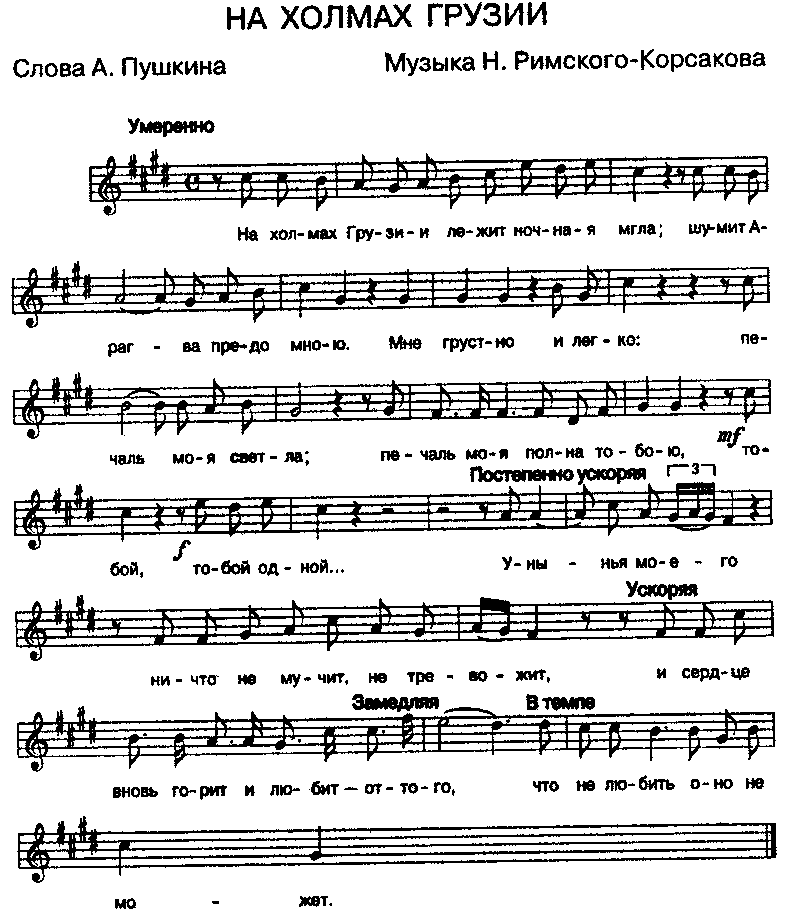 НА ХОЛМАХ ГРУЗИИ
Слова А. Пушкина Музыка Н. Римского-Корсакова
Умеренно
На хол-мах Гру-зи-и ле-жит ноч-на-я мгла; шу-мит А-
раг - ва пре-до мно-ю. Мне груст-но и лег-ко: пе-
mf
чаль мо-я свет-ла; пе-чаль мо-я пол-на то-бо-ю, то-
Постепенно ускоряя 3
f
бой, то-бой од-ной... У-ны - нья мо-е - го
Ускоряя
ни-что не му-чит, не тре-во-жит, и серд-це
Замедляя В темпе
вновь го-рит и лю-бит—от-то-го, что не лю-бить о-но не
мо - жет.